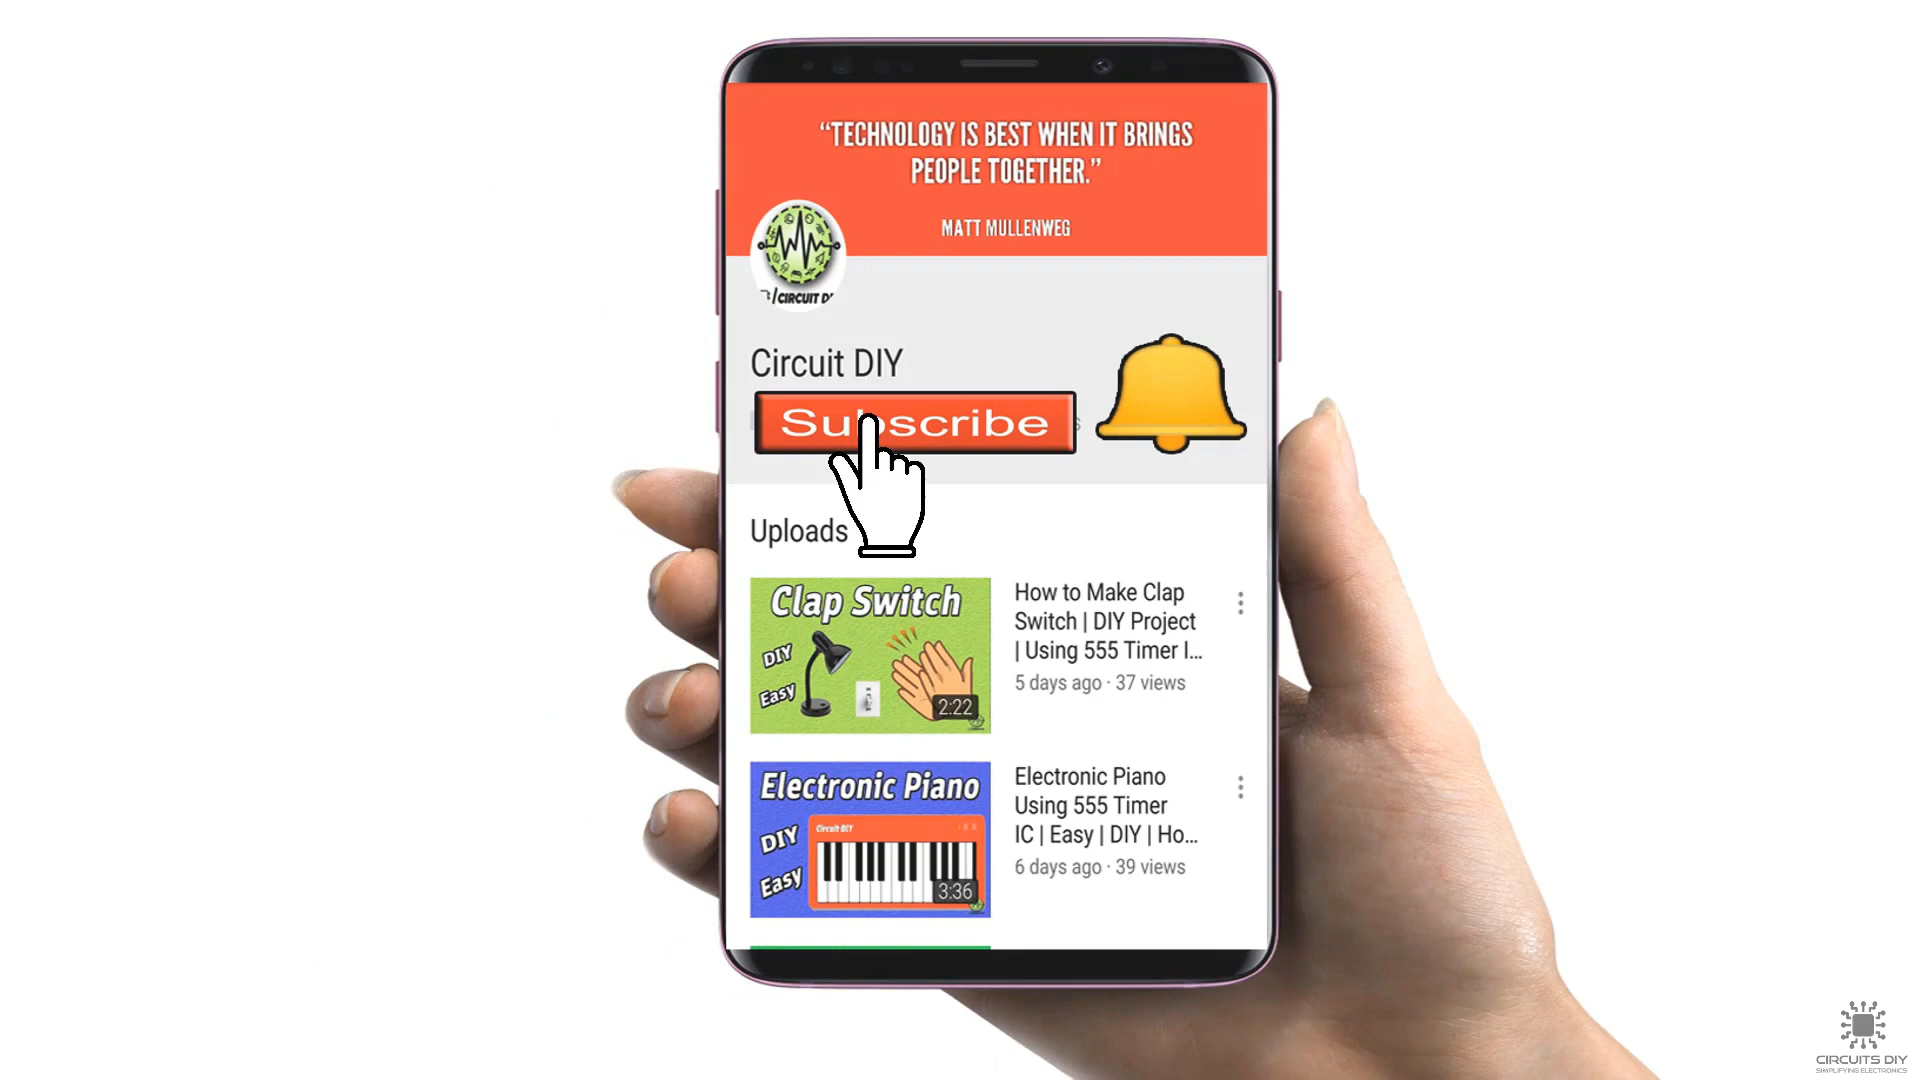 “TECHNOLOGY IS BEST WHEN IT BRINGS
PEOPLE TOGETHER.”
MATT MULLENWEG
/CIRCUIT DI
Circuit DIY
Subscribe
Uploads
Clap Switch
DIY
Easy
2:22
How to Make Clap
Switch | DIY Project
| Using 555 Timer I...
5 days ago · 37 views
Electronic Piano
DIY
Easy
Circuit DIY
3:36
Electronic Piano
Using 555 Timer
IC | Easy | DIY | Ho...
6 days ago · 39 views
CIRCUITS DIY
SIMPLIFYING ELECTRONICS